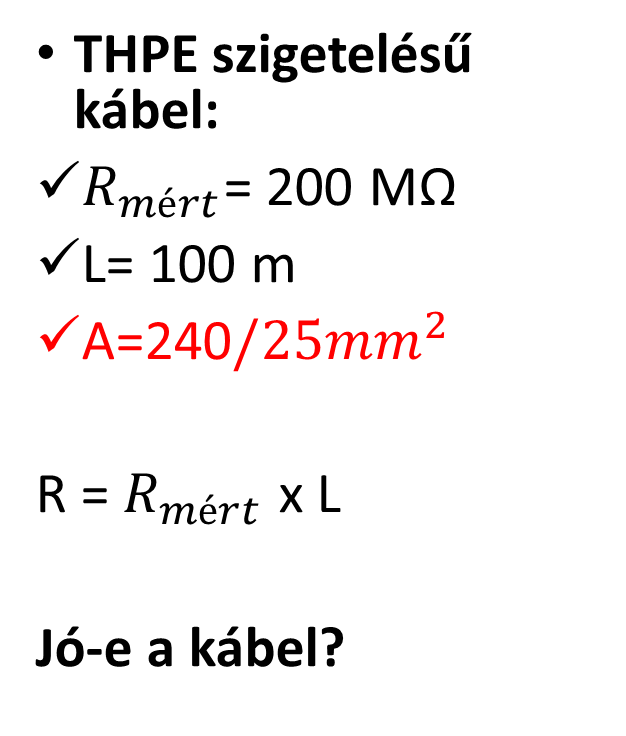 • THPE szigetelésű
kábel:
✓ R_mért = 200 MΩ
✓ L= 100 m
✓ A=240/25mm²
R = R_mért x L
Jó-e a kábel?